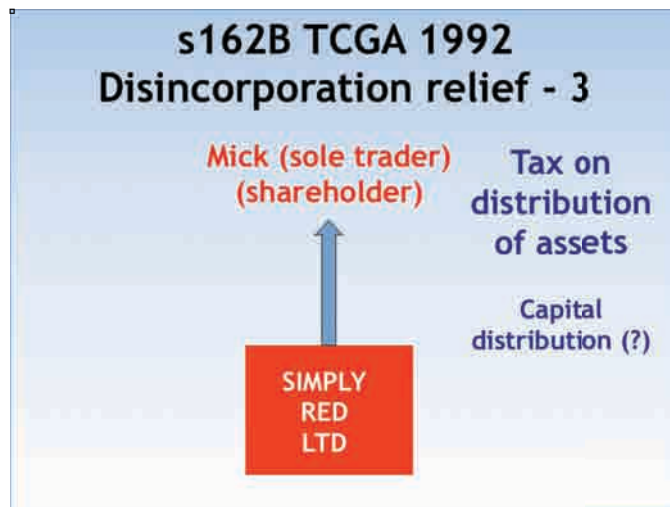 s162B TCGA 1992
Disincorporation relief - 3
Mick (sole trader)
(shareholder)
Tax on
distribution
of assets
Capital
distribution (?)
SIMPLY
RED
LTD